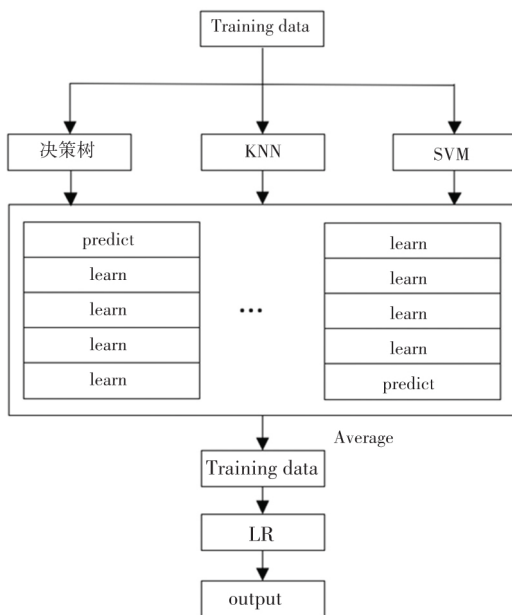 Training data
决策树
KNN
SVM
predict
learn
learn
learn
learn
...
learn
learn
learn
learn
predict
Average
Training data
LR
output